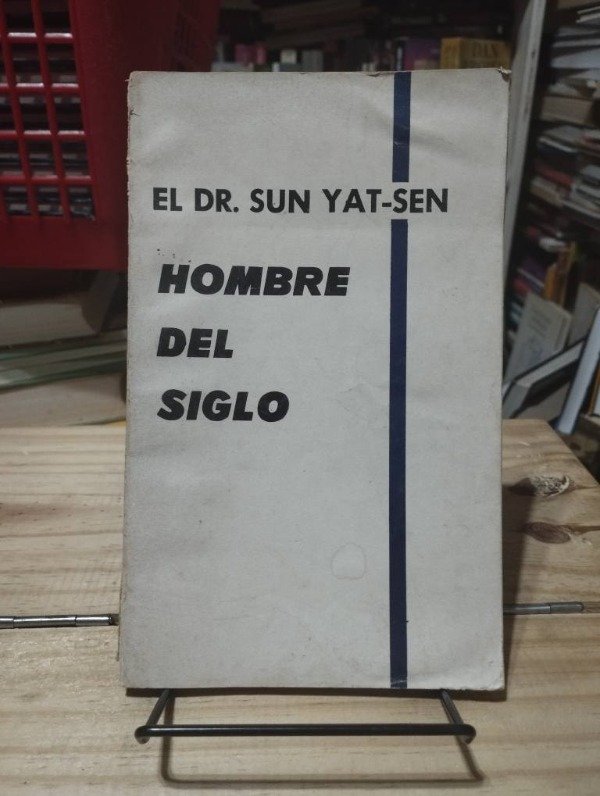 EL DR. SUN YAT-SEN
HOMBRE
DEL
SIGLO